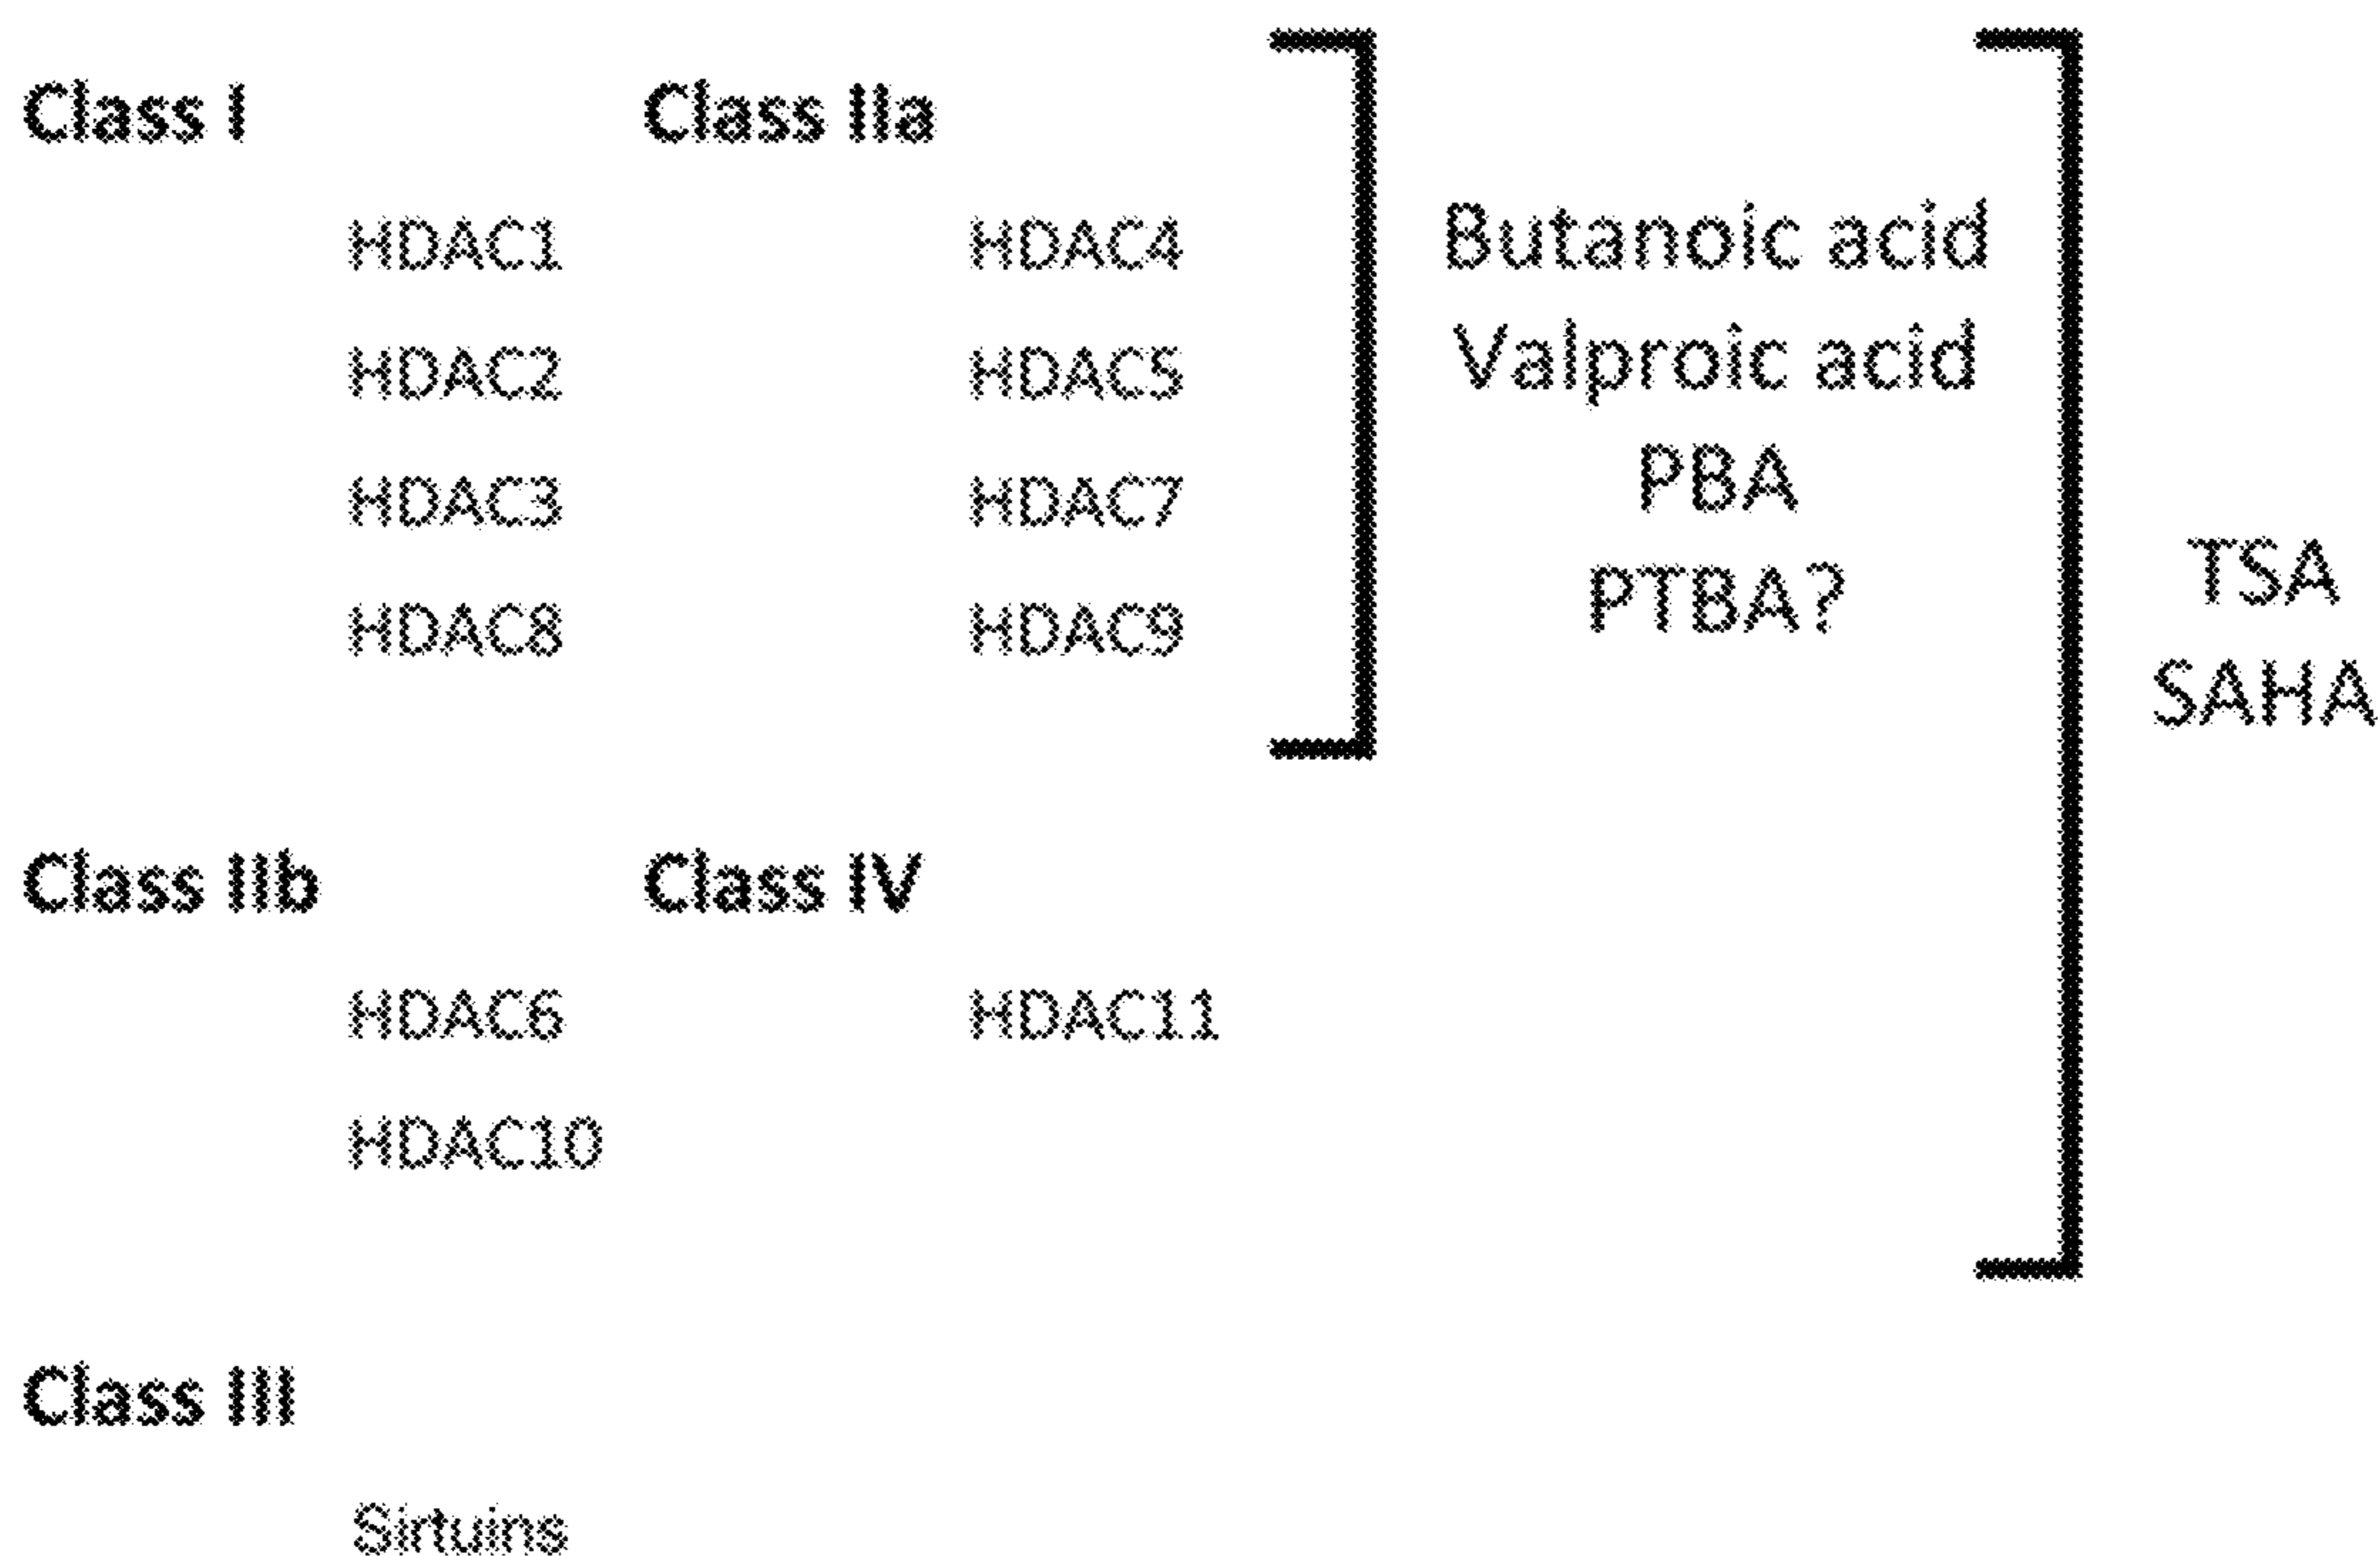 Class I
HDAC1
HDAC2
HDAC3
HDAC8
Class IIa
HDAC4
HDAC5
HDAC7
HDAC9
Butanoic acid
Valproic acid
PBA
PTBA?
TSA
SAHA
Class IIb
HDAC6
HDAC10
Class IV
HDAC11
Class III
Sirtuins